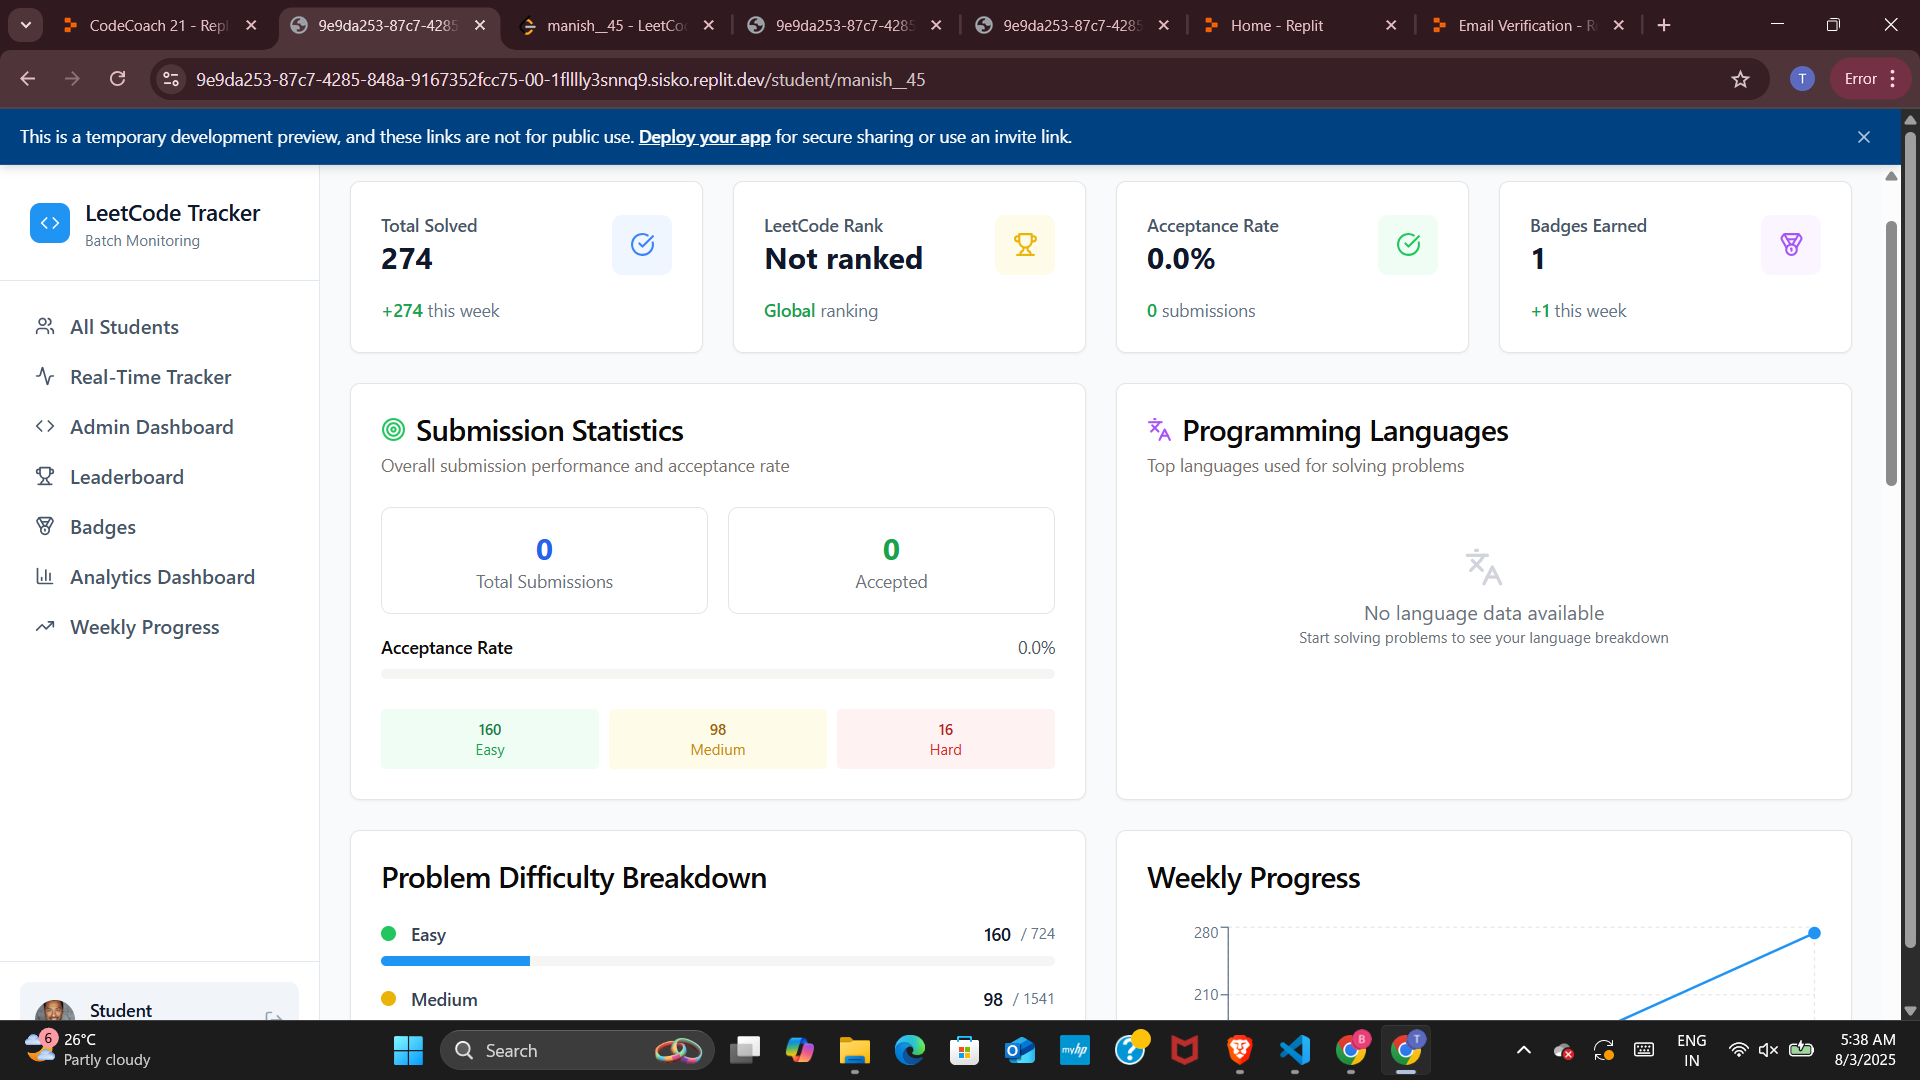 CodeCoach 21 - Repl
9e9da253-87c7-4285
manish__45 - LeetCo
9e9da253-87c7-4285
9e9da253-87c7-4285
Home - Replit
Email Verification - R
9e9da253-87c7-4285-848a-9167352fcc75-00-1flllly3snnq9.sisko.replit.dev/student/manish__45
T
Error
This is a temporary development preview, and these links are not for public use. Deploy your app for secure sharing or use an invite link.
LeetCode Tracker
Batch Monitoring
All Students
Real-Time Tracker
Admin Dashboard
Leaderboard
Badges
Analytics Dashboard
Weekly Progress
Student
Total Solved
274
+274 this week
LeetCode Rank
Not ranked
Global ranking
Acceptance Rate
0.0%
0 submissions
Badges Earned
1
+1 this week
Submission Statistics
Overall submission performance and acceptance rate
0
Total Submissions
0
Accepted
Acceptance Rate 0.0%
160
Easy
98
Medium
16
Hard
Programming Languages
Top languages used for solving problems
No language data available
Start solving problems to see your language breakdown
Problem Difficulty Breakdown
Easy 160 / 724
Medium 98 / 1541
Weekly Progress
280
210
6
26°C
Partly cloudy
Search
myhp
B
T
ENG
IN
5:38 AM
8/3/2025